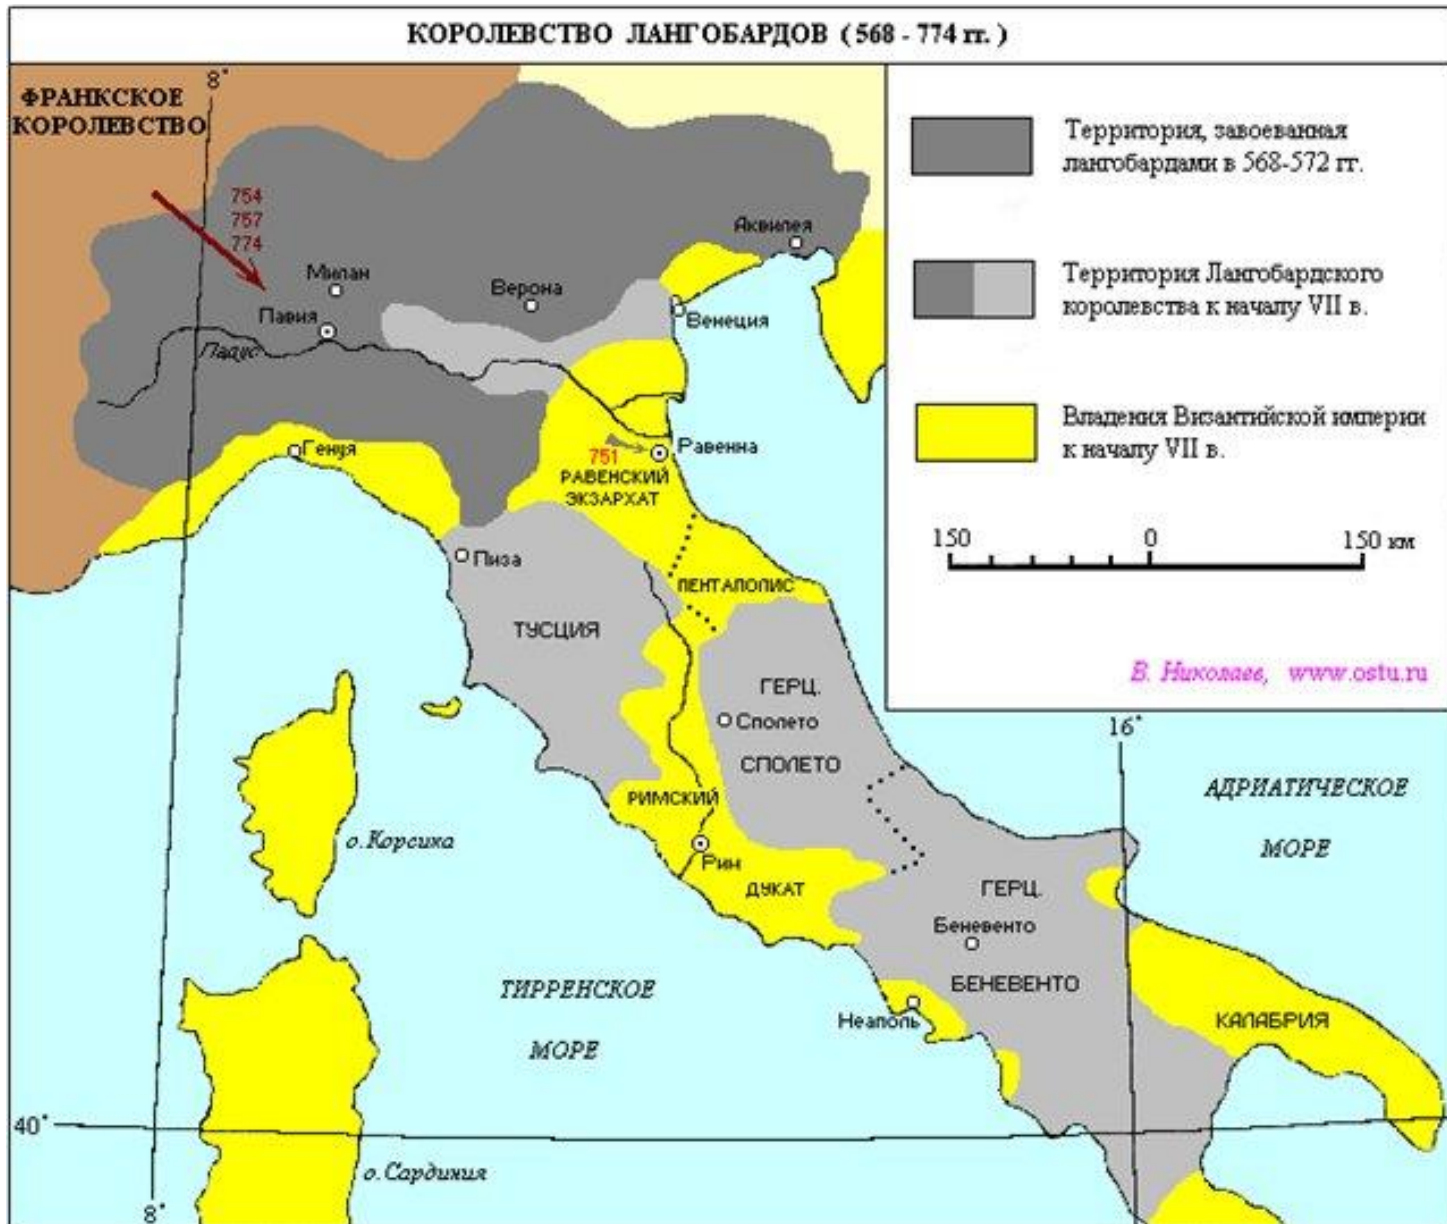 КОРОЛЕВСТВО ЛАНГОБАРДОВ ( 568 - 774 гг. )
ФРАНКСКОЕ
КОРОЛЕВСТВО
8°
754
757
774
Милан
Павия
Падус
Верона
Аквилея
Венеция
Генуя
751
Равенна
РАВЕНСКИЙ
ЭКЗАРХАТ
Пиза
ПЕНТАПОЛИС
ТУСЦИЯ
ГЕРЦ.
Сполето
СПОЛЕТО
РИМСКИЙ
Рин
ДУКАТ
о.Корсика
ГЕРЦ.
Беневенто
БЕНЕВЕНТО
Неаполь
КАЛАБРИЯ
ТИРРЕНСКОЕ
МОРЕ
АДРИАТИЧЕСКОЕ
МОРЕ
16°
40°
о.Сардиния
8°
Территория, завоеванная
лангобардами в 568-572 гг.
Территория Лангобардского
королевства к началу VII в.
Владения Византийской империи
к началу VII в.
150 0 150 км
В. Николаев, www.ostu.ru